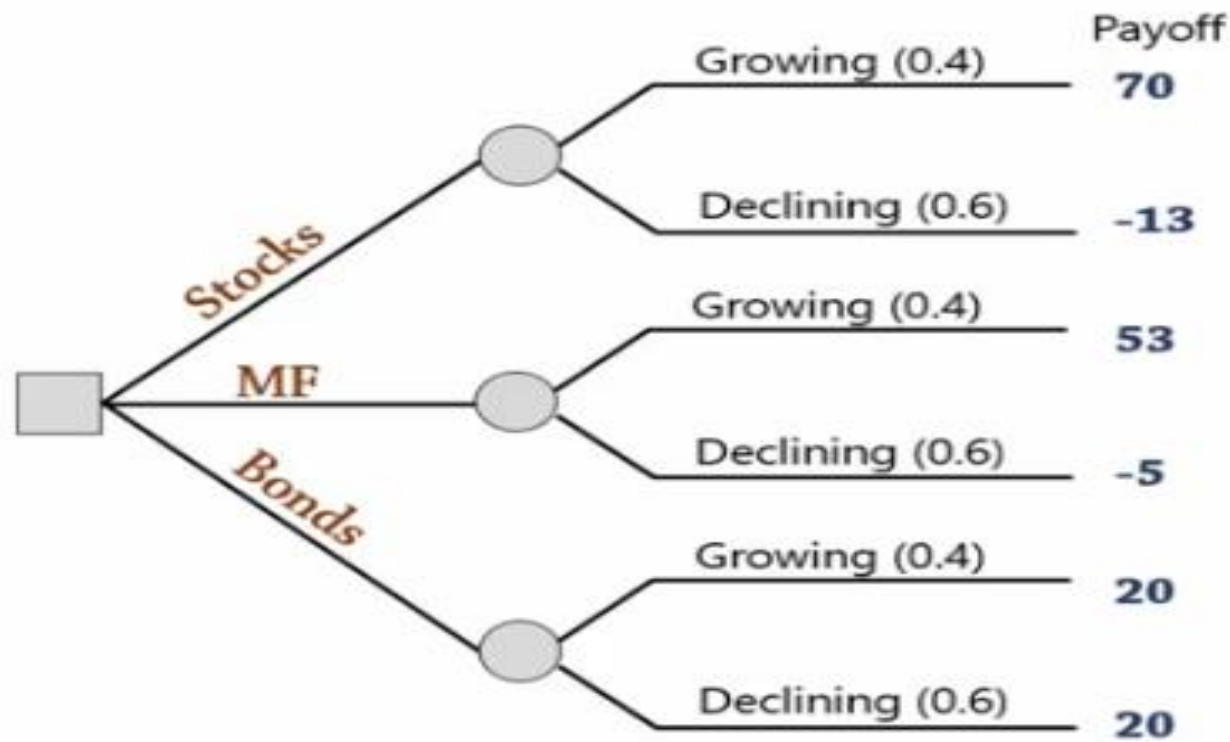 Payoff
Growing (0.4)
70
Stocks
Declining (0.6)
-13
Growing (0.4)
53
MF
Declining (0.6)
-5
Bonds
Growing (0.4)
20
Declining (0.6)
20